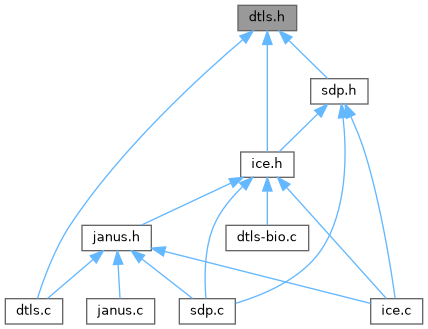 dtls.h
sdp.h
ice.h
janus.h
dtls-bio.c
dtls.c
janus.c
sdp.c
ice.c